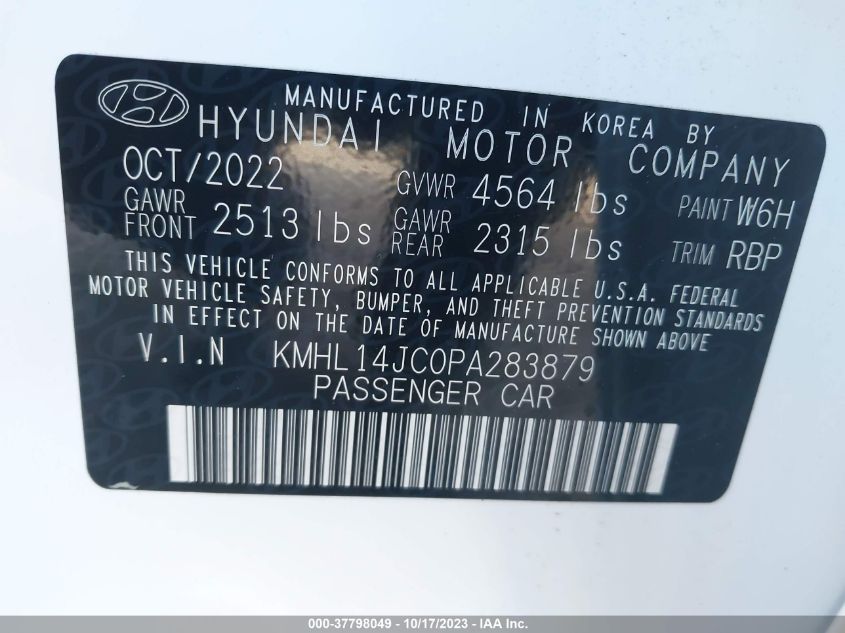 MANUFACTURED IN KOREA BY
HYUNDAI MOTOR COMPANY
OCT/2022 GVWR 4564 lbs PAINT W6H
GAWR FRONT 2513 lbs GAWR REAR 2315 lbs TRIM RBP
THIS VEHICLE CONFORMS TO ALL APPLICABLE U.S.A. FEDERAL
MOTOR VEHICLE SAFETY, BUMPER, AND THEFT PREVENTION STANDARDS
IN EFFECT ON THE DATE OF MANUFACTURE SHOWN ABOVE
V.I.N KMHL14JC0PA283879
PASSENGER CAR
000-37798049 - 10/17/2023 - IAA Inc.